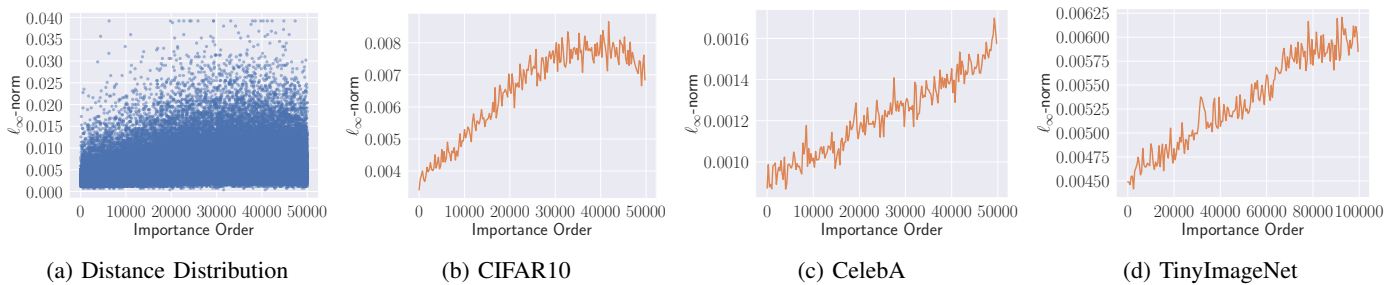 0.040
0.035
0.030
0.025
0.020
0.015
0.010
0.005
0.000
ℓ∞-norm
0 10000 20000 30000 40000 50000
Importance Order
(a) Distance Distribution
0.008
0.007
0.006
0.005
0.004
ℓ∞-norm
0 10000 20000 30000 40000 50000
Importance Order
(b) CIFAR10
0.0016
0.0014
0.0012
0.0010
ℓ∞-norm
0 10000 20000 30000 40000 50000
Importance Order
(c) CelebA
0.00625
0.00600
0.00575
0.00550
0.00525
0.00500
0.00475
0.00450
ℓ∞-norm
0 20000 40000 60000 80000 100000
Importance Order
(d) TinyImageNet